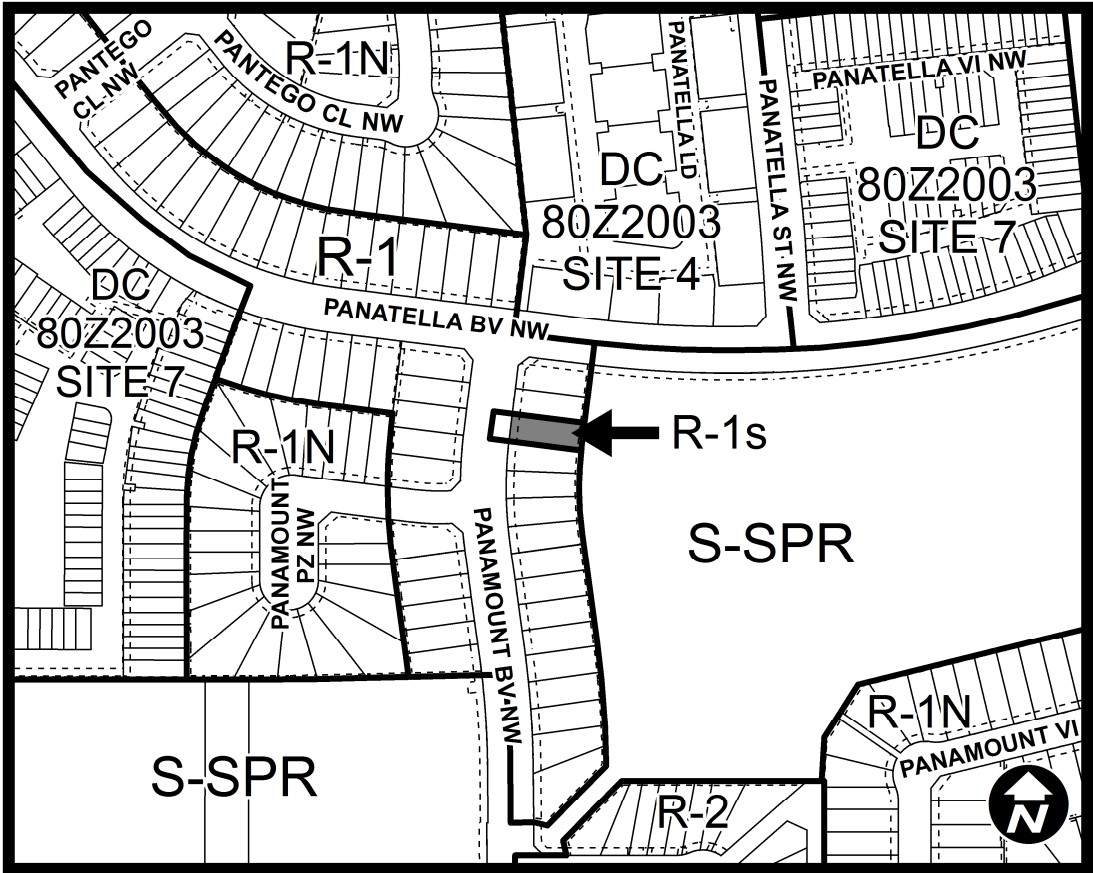 PANTEGO
CL NW
PANTEGO CL NW
R-1N
PANATELLA LD
PANATELLA ST NW
PANATELLA VI NW
DC
80Z2003
SITE 4
DC
80Z2003
SITE 7
R-1
PANATELLA BV NW
DC
80Z2003
SITE 7
R-1N
R-1s
PANAMOUNT
PZ NW
PANAMOUNT BV NW
S-SPR
S-SPR
R-1N
PANAMOUNT VI
R-2
N